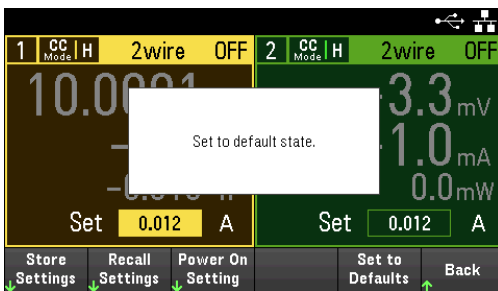 1 CC Mode H 2wire OFF 2 CC Mode H 2wire OFF
3.3 mV
Set to default state.
1.0 mA
0.0 mW
Set 0.012 A Set 0.012 A
Store Settings Recall Settings Power On Setting Set to Defaults Back